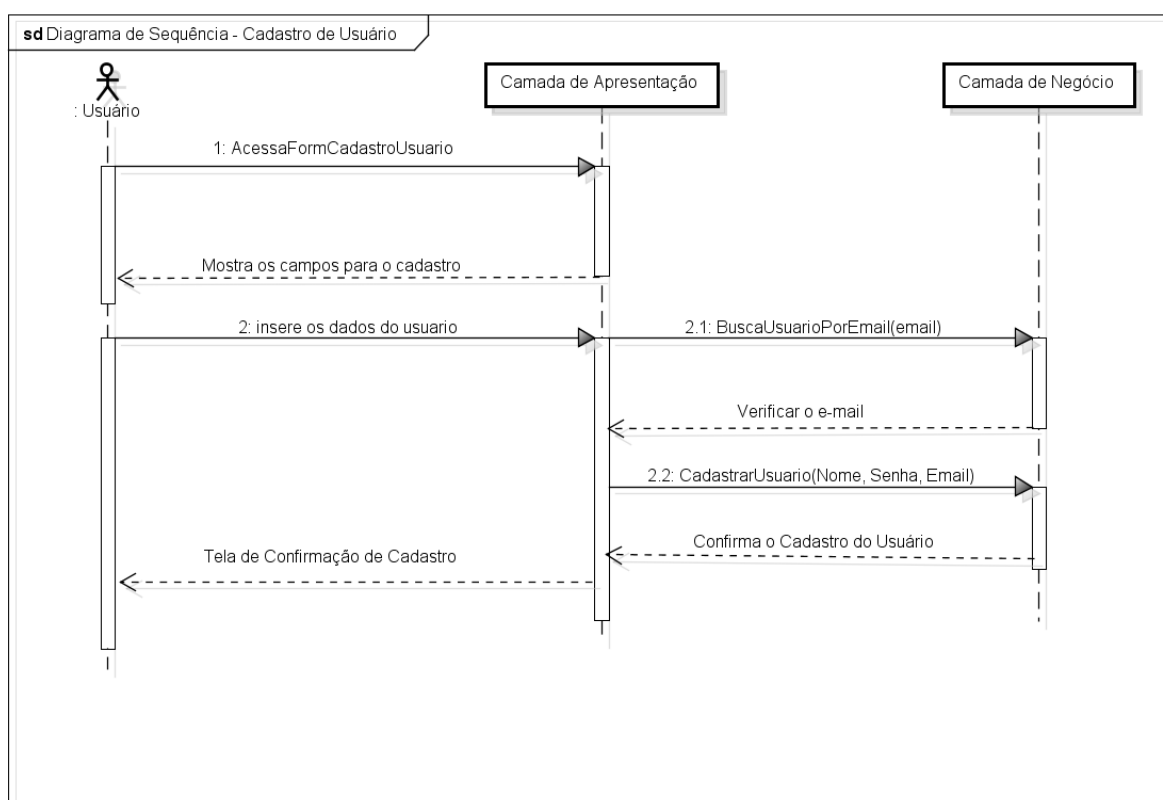 sd Diagrama de Sequência - Cadastro de Usuário
: Usuário
Camada de Apresentação
Camada de Negócio
1: AcessaFormCadastroUsuario
Mostra os campos para o cadastro
2: insere os dados do usuario
2.1: BuscaUsuarioPorEmail(email)
Verificar o e-mail
2.2: CadastrarUsuario(Nome, Senha, Email)
Confirma o Cadastro do Usuário
Tela de Confirmação de Cadastro